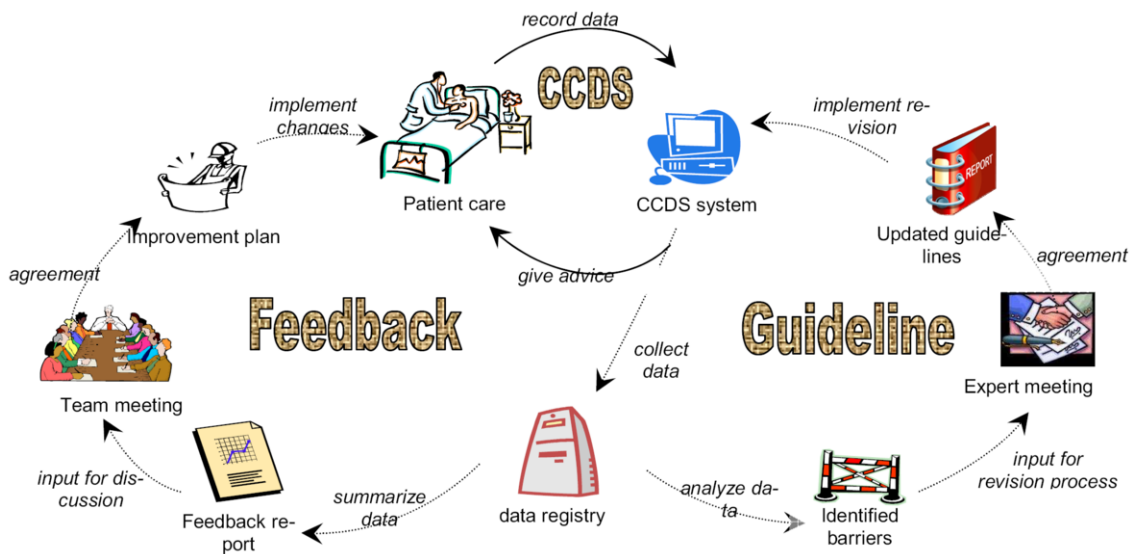 record data
CCDS
implement
changes
implement re-
vision
REPORT
Patient care
CCDS system
Improvement plan
Updated guide-
lines
agreement
give advice
agreement
Feedback
Guideline
collect
data
Team meeting
Expert meeting
input for dis-
cussion
summarize
data
analyze da-
ta
input for
revision process
Feedback re-
port
data registry
Identified
barriers